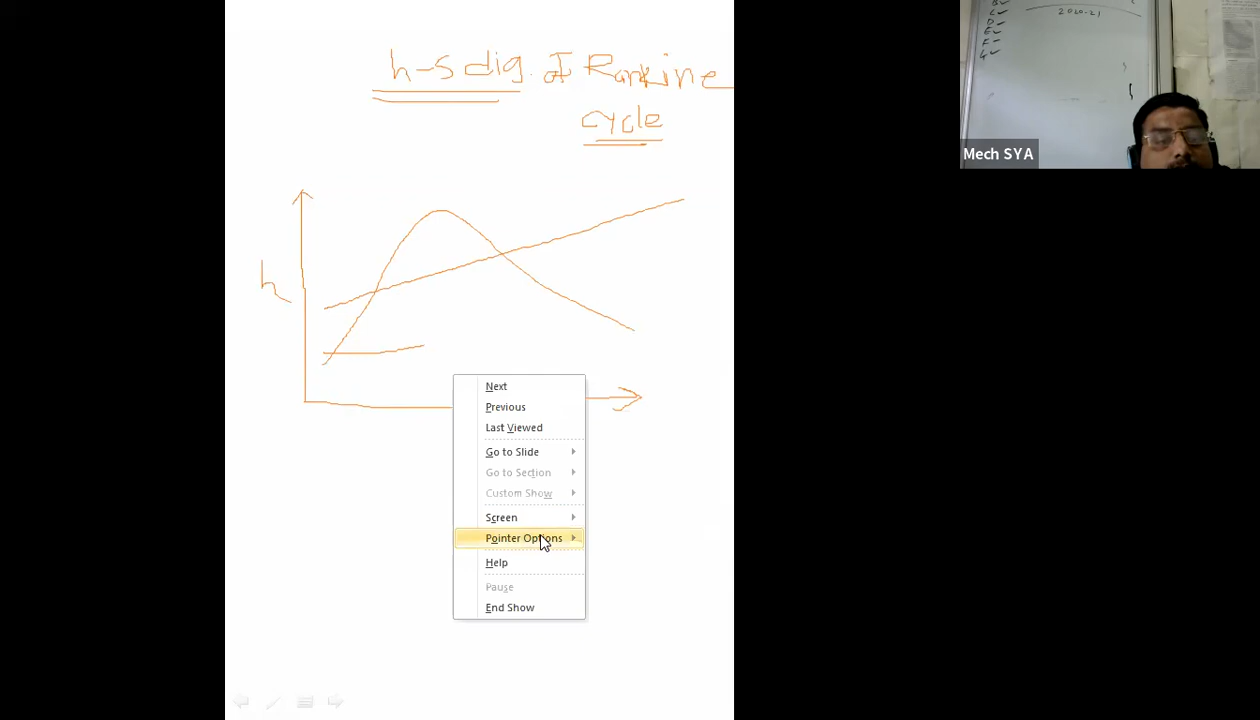 h-s dig. of Rankine
cycle
h
Next
Previous
Last Viewed
Go to Slide
Go to Section
Custom Show
Screen
Pointer Options
Help
Pause
End Show
2020-21
C ✓
D
E ✓
F -
G ✓
Mech SYA